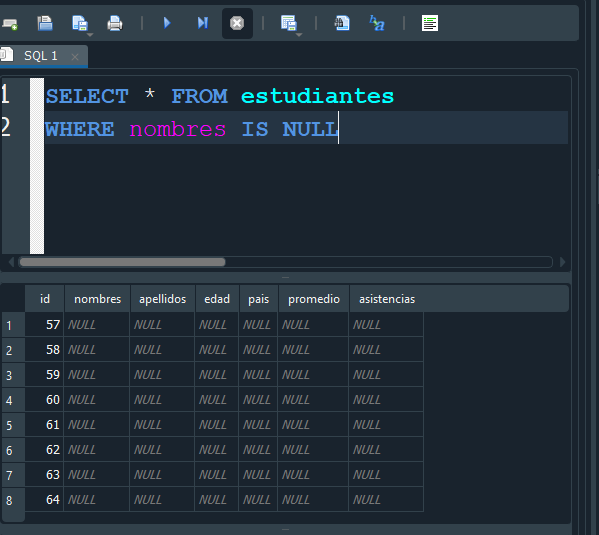 SQL 1
1 SELECT * FROM estudiantes
2 WHERE nombres IS NULL
id nombres apellidos edad pais promedio asistencias
1 57 NULL NULL NULL NULL NULL NULL
2 58 NULL NULL NULL NULL NULL NULL
3 59 NULL NULL NULL NULL NULL NULL
4 60 NULL NULL NULL NULL NULL NULL
5 61 NULL NULL NULL NULL NULL NULL
6 62 NULL NULL NULL NULL NULL NULL
7 63 NULL NULL NULL NULL NULL NULL
8 64 NULL NULL NULL NULL NULL NULL